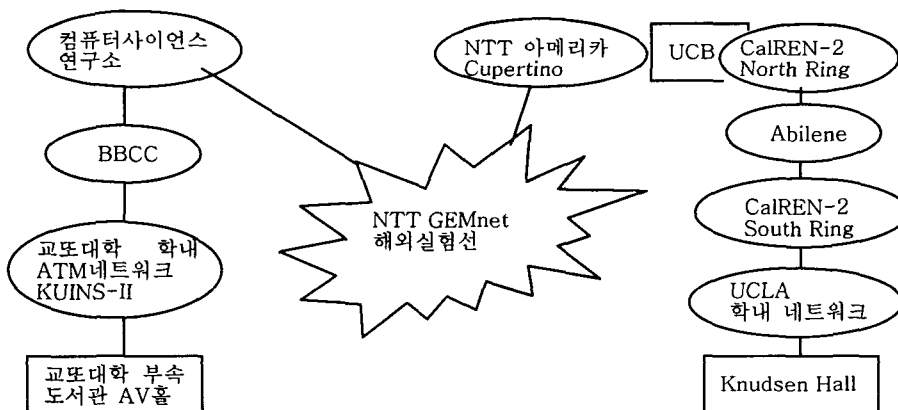 컴퓨터사이언스
연구소
BBCC
교또대학 학내
ATM네트워크
KUINS-II
교또대학 부속
도서관 AV홀
NTT GEMnet
해외실험선
NTT 아메리카
Cupertino
UCB
CalREN-2
North Ring
Abilene
CalREN-2
South Ring
UCLA
학내 네트워크
Knudsen Hall